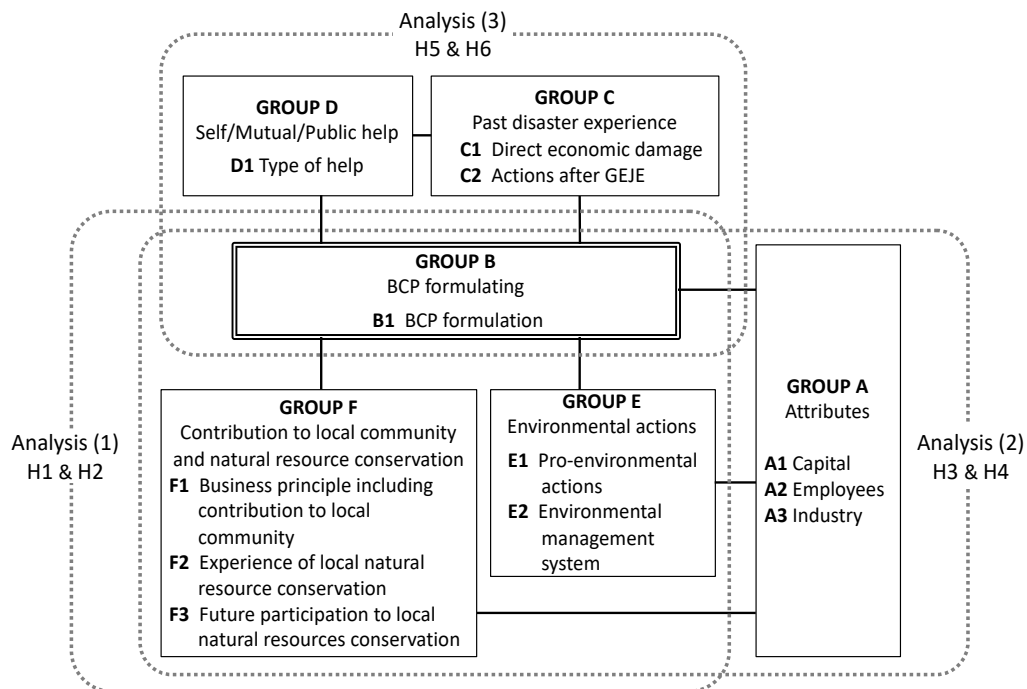 Analysis (3)
H5 & H6
GROUP D
Self/Mutual/Public help
D1 Type of help
GROUP C
Past disaster experience
C1 Direct economic damage
C2 Actions after GEJE
GROUP B
BCP formulating
B1 BCP formulation
Analysis (1)
H1 & H2
GROUP F
Contribution to local community
and natural resource conservation
F1 Business principle including
contribution to local
community
F2 Experience of local natural
resource conservation
F3 Future participation to local
natural resources conservation
GROUP E
Environmental actions
E1 Pro-environmental
actions
E2 Environmental
management
system
GROUP A
Attributes
A1 Capital
A2 Employees
A3 Industry
Analysis (2)
H3 & H4